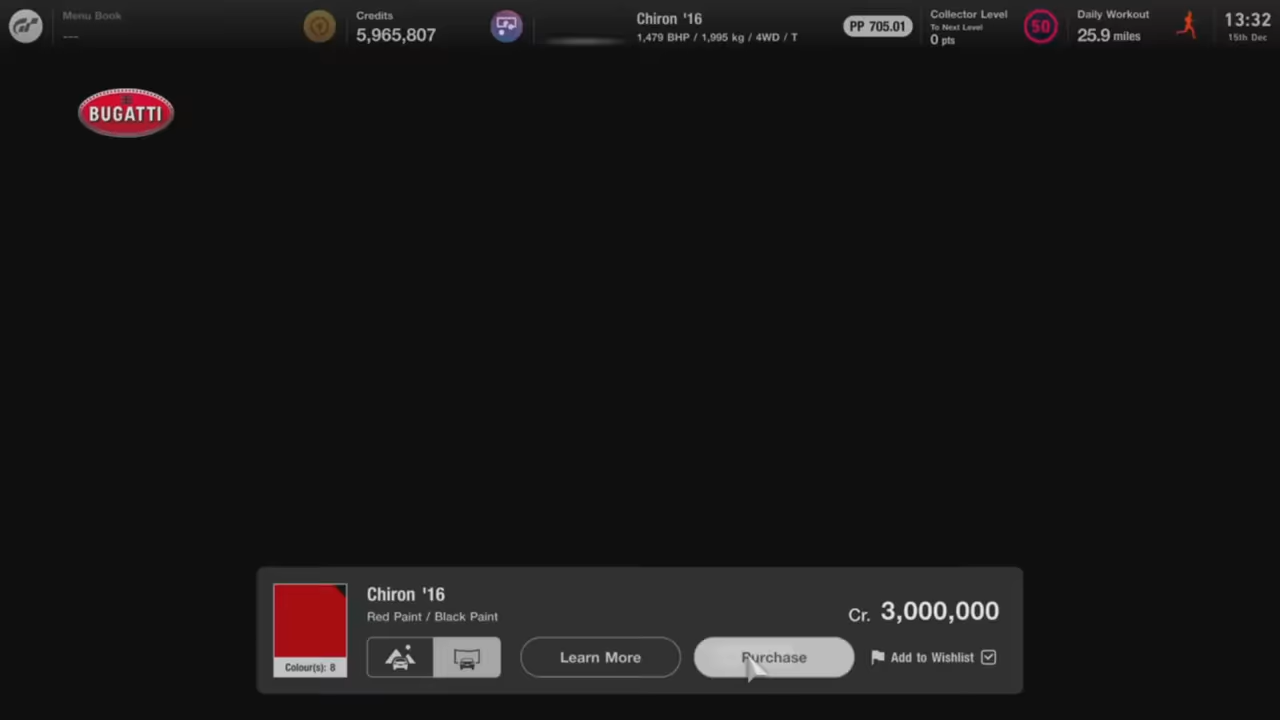 Menu Book
---
Credits
5,965,807
Chiron '16
1,479 BHP / 1,995 kg / 4WD / T
PP 705.01
Collector Level
To Next Level
0 pts
50
Daily Workout
25.9 miles
13:32
15th Dec
BUGATTI
Chiron '16
Red Paint / Black Paint
Colour(s): 8
Learn More
Purchase
Cr. 3,000,000
Add to Wishlist